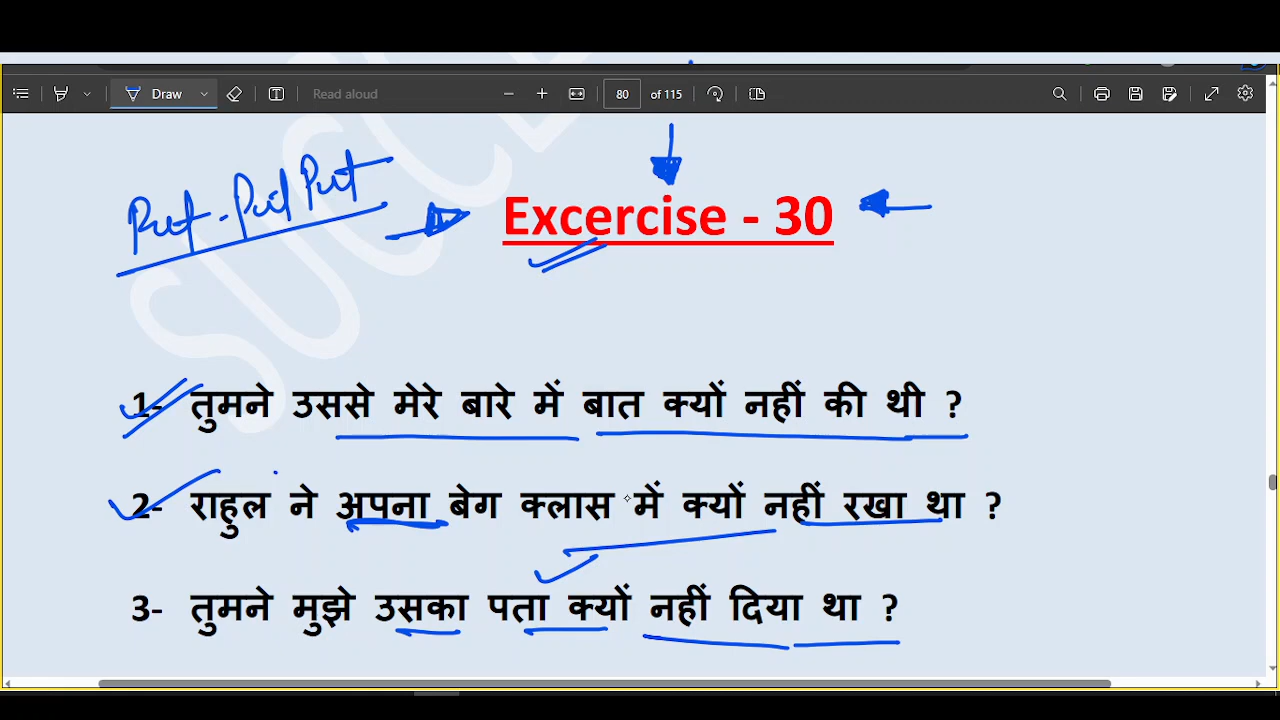 Draw
Read aloud
80 of 115
SUCCE
Put - Put Put
Excercise - 30
1- तुमने उससे मेरे बारे में बात क्यों नहीं की थी ?
2- राहुल ने अपना बेग क्लास में क्यों नहीं रखा था ?
3- तुमने मुझे उसका पता क्यों नहीं दिया था ?